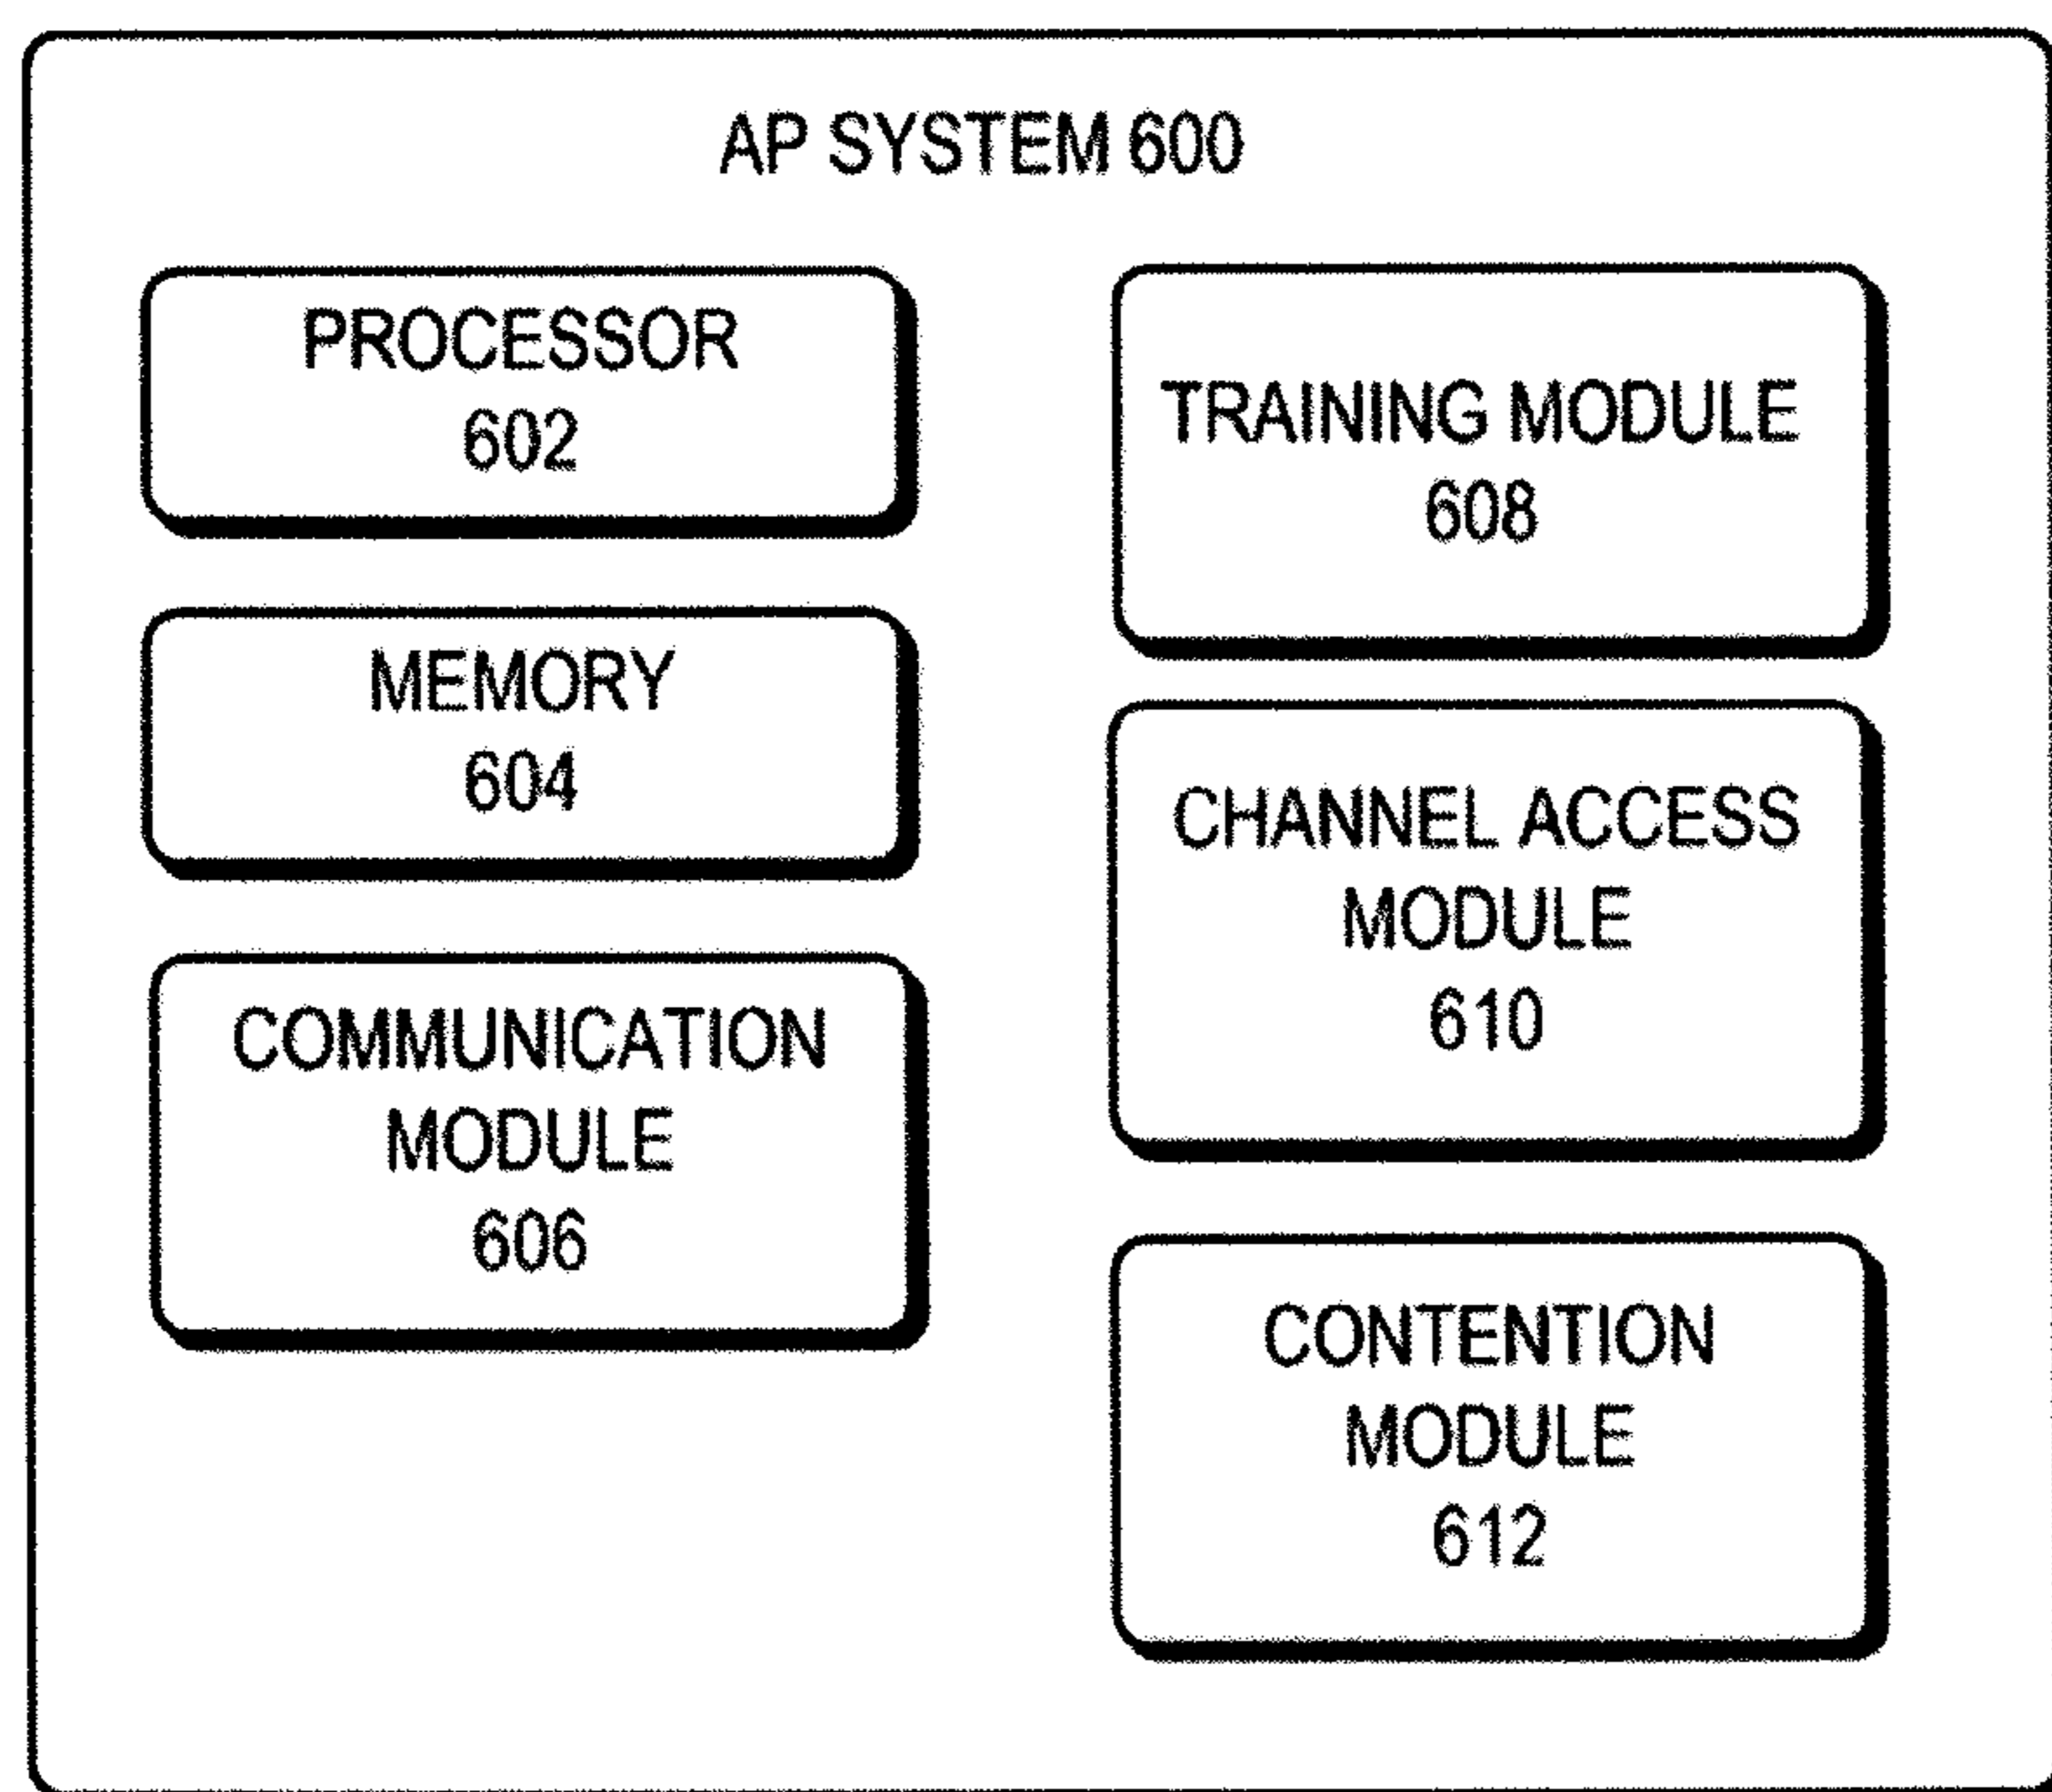 AP SYSTEM 600
PROCESSOR
602
MEMORY
604
COMMUNICATION
MODULE
606
TRAINING MODULE
608
CHANNEL ACCESS
MODULE
610
CONTENTION
MODULE
612